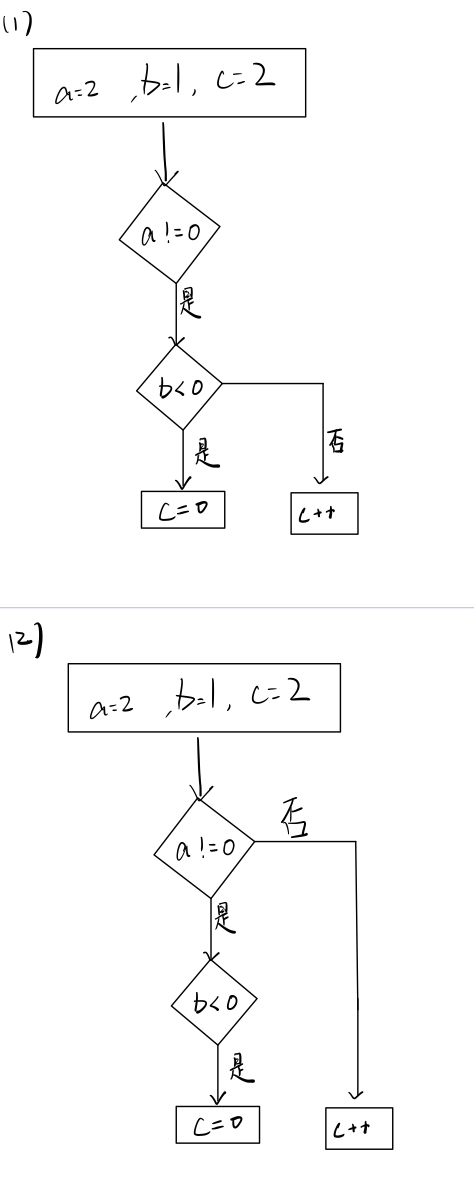 (1)
a=2 ,b=1, c=2
a!=0
是
b<0
是
否
c=0
c++
(2)
a=2 ,b=1, c=2
a!=0
否
是
b<0
是
c=0
c++